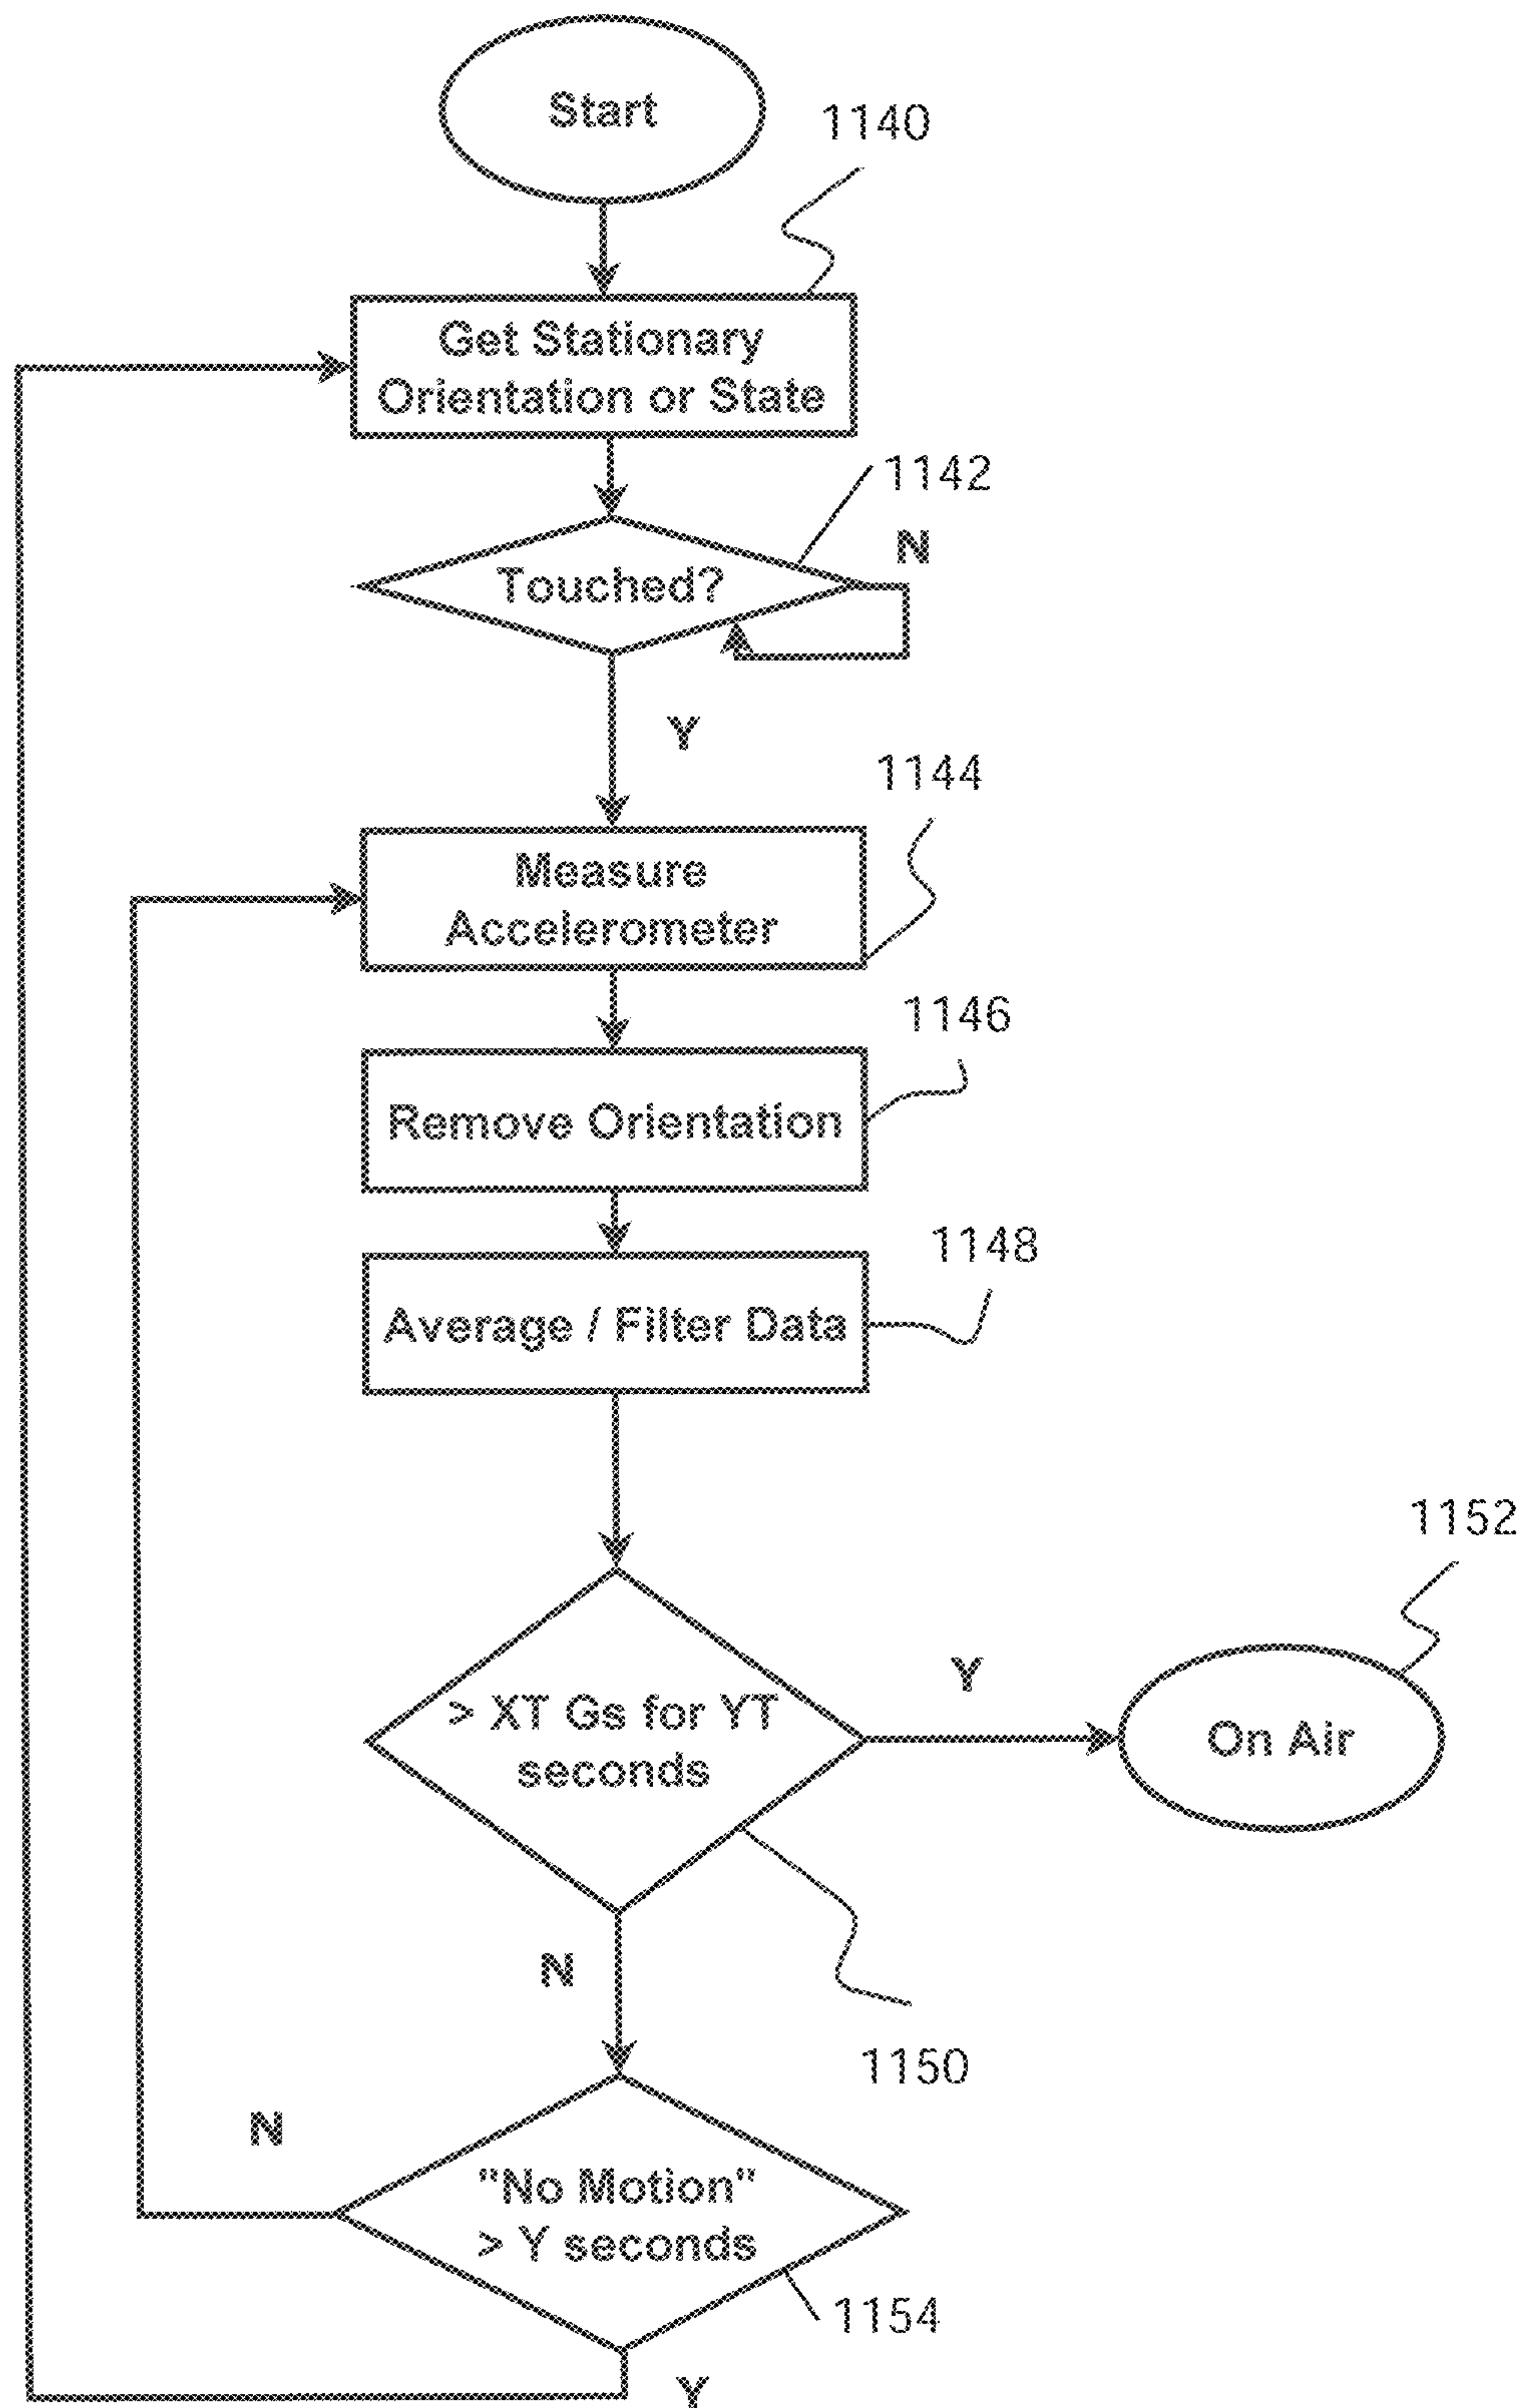 Start
1140
Get Stationary
Orientation or State
1142
N
Touched?
Y
1144
Measure
Accelerometer
1146
Remove Orientation
1148
Average / Filter Data
1152
> XT Gs for YT
seconds
Y
On Air
N
1150
N
"No Motion"
> Y seconds
1154
Y